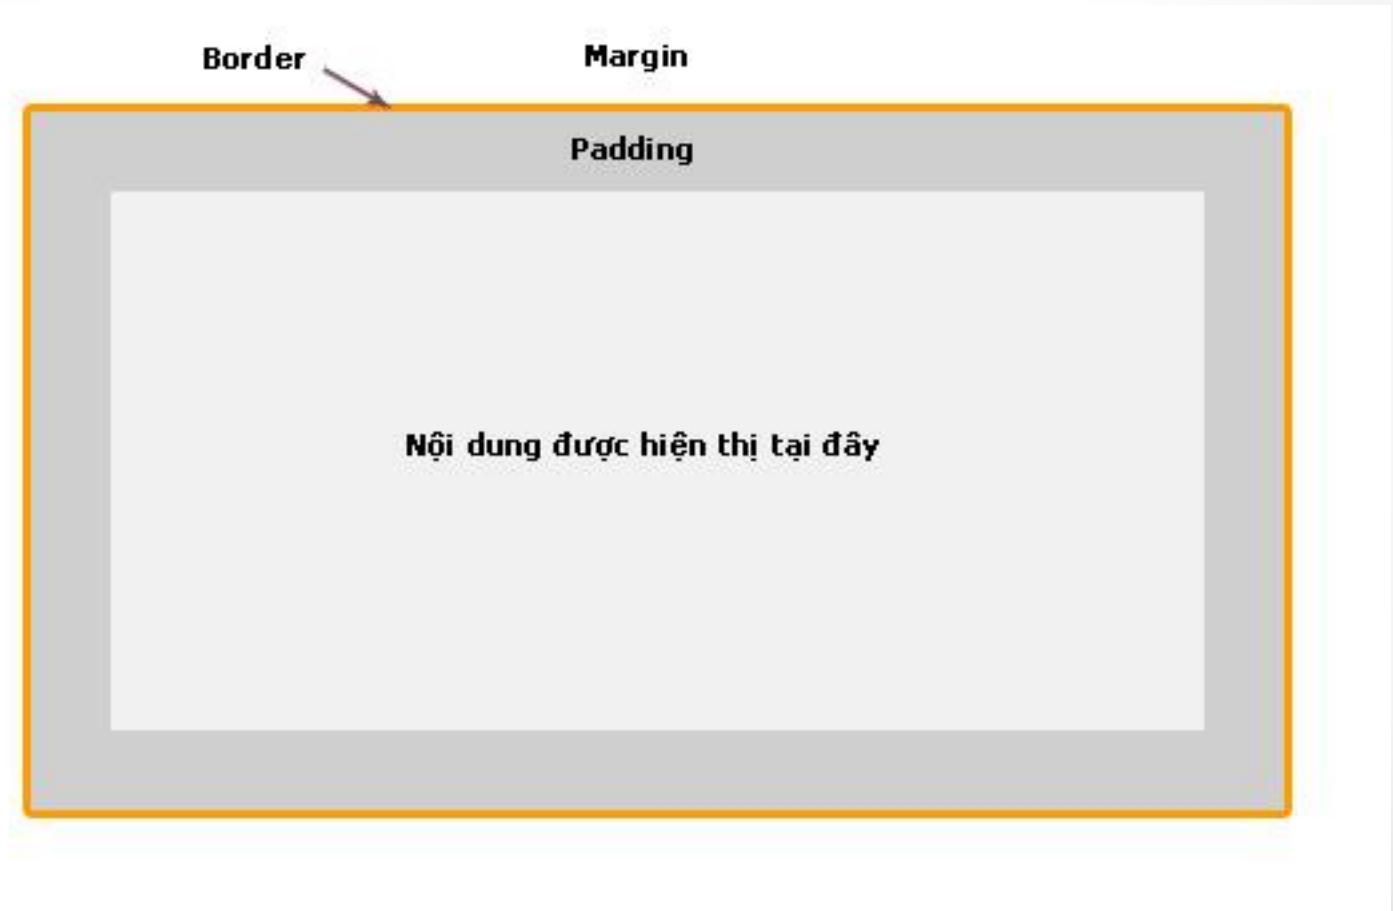 Border
Margin
Padding
Nội dung được hiện thị tại đây